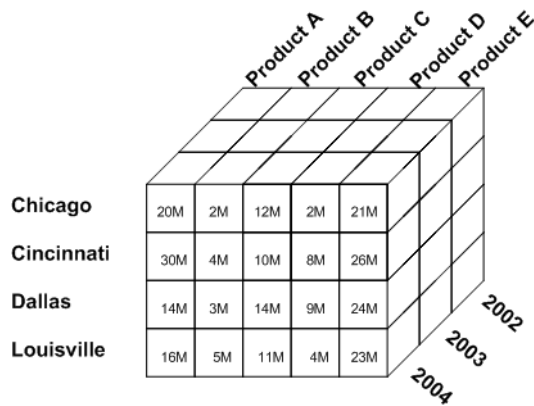 Product A
Product B
Product C
Product D
Product E
Chicago 20M 2M 12M 2M 21M
Cincinnati 30M 4M 10M 8M 26M
Dallas 14M 3M 14M 9M 24M
Louisville 16M 5M 11M 4M 23M
2002
2003
2004